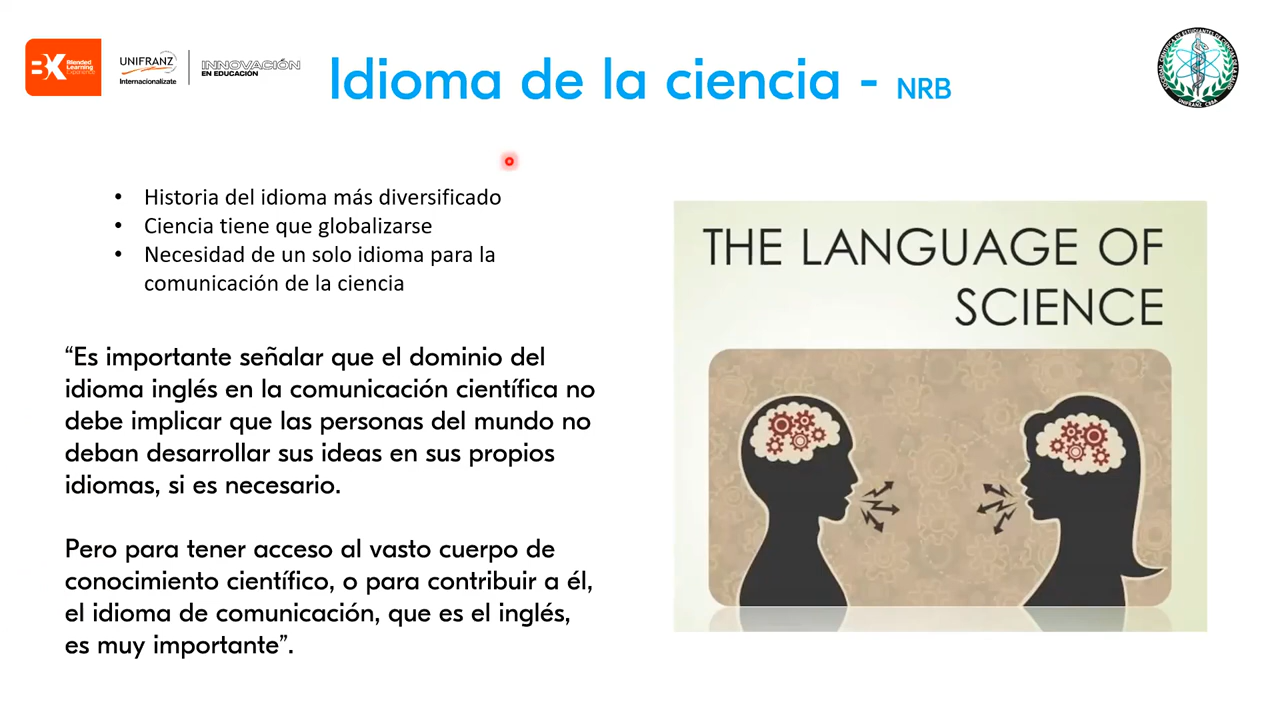 BX Blended Learning Experience
UNIFRANZ
Internacionalízate
INNOVACIÓN
EN EDUCACIÓN
Idioma de la ciencia - NRB
• Historia del idioma más diversificado
• Ciencia tiene que globalizarse
• Necesidad de un solo idioma para la
comunicación de la ciencia
“Es importante señalar que el dominio del
idioma inglés en la comunicación científica no
debe implicar que las personas del mundo no
deban desarrollar sus ideas en sus propios
idiomas, si es necesario.
Pero para tener acceso al vasto cuerpo de
conocimiento científico, o para contribuir a él,
el idioma de comunicación, que es el inglés,
es muy importante”.
THE LANGUAGE OF
SCIENCE